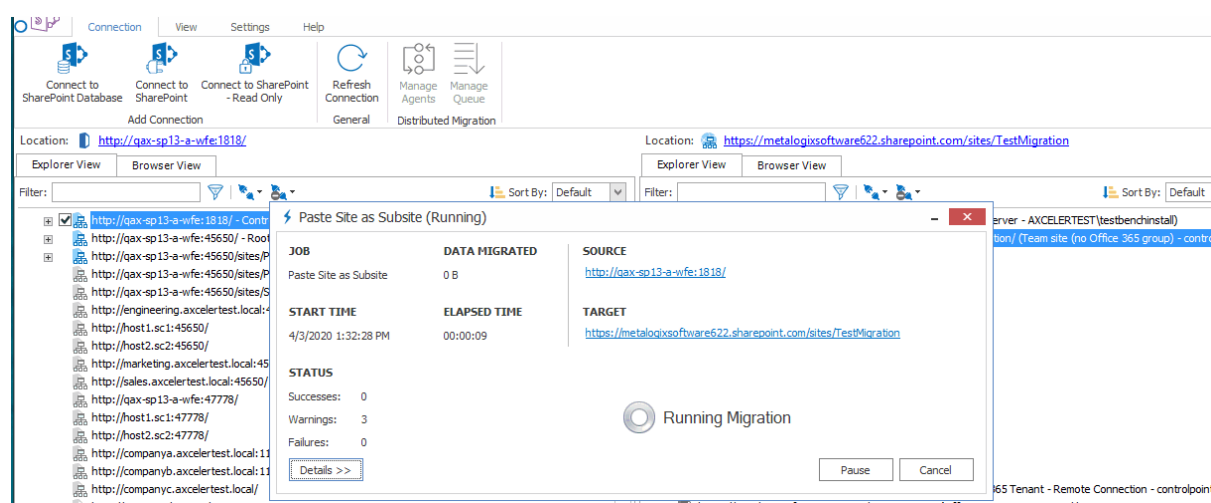 Connection View Settings Help
Connect to SharePoint Database
Connect to SharePoint
Connect to SharePoint - Read Only
Refresh Connection
Manage Agents
Manage Queue
Add Connection General Distributed Migration
Location: http://qax-sp13-a-wfe:1818/ Location: https://metalogixsoftware622.sharepoint.com/sites/TestMigration
Explorer View Browser View Explorer View Browser View
Filter: Sort By: Default Filter: Sort By: Default
http://qax-sp13-a-wfe:1818/ - Contr
http://qax-sp13-a-wfe:45650/ - Root
http://qax-sp13-a-wfe:45650/sites/P
http://qax-sp13-a-wfe:45650/sites/P
http://qax-sp13-a-wfe:45650/sites/S
http://engineering.axcelertest.local:4
http://host1.sc1:45650/
http://host2.sc2:45650/
http://marketing.axcelertest.local:45
http://sales.axcelertest.local:45650/
http://qax-sp13-a-wfe:47778/
http://host1.sc1:47778/
http://host2.sc2:47778/
http://companya.axcelertest.local:11
http://companyb.axcelertest.local:11
http://companyc.axcelertest.local/
erver - AXCELERTEST\testbenchinstall)
tion/ (Team site (no Office 365 group) - contro
365 Tenant - Remote Connection - controlpoint
Paste Site as Subsite (Running)
JOB DATA MIGRATED SOURCE
Paste Site as Subsite 0 B http://qax-sp13-a-wfe:1818/
START TIME ELAPSED TIME TARGET
4/3/2020 1:32:28 PM 00:00:09 https://metalogixsoftware622.sharepoint.com/sites/TestMigration
STATUS
Successes: 0
Warnings: 3
Failures: 0
Running Migration
Details >> Pause Cancel